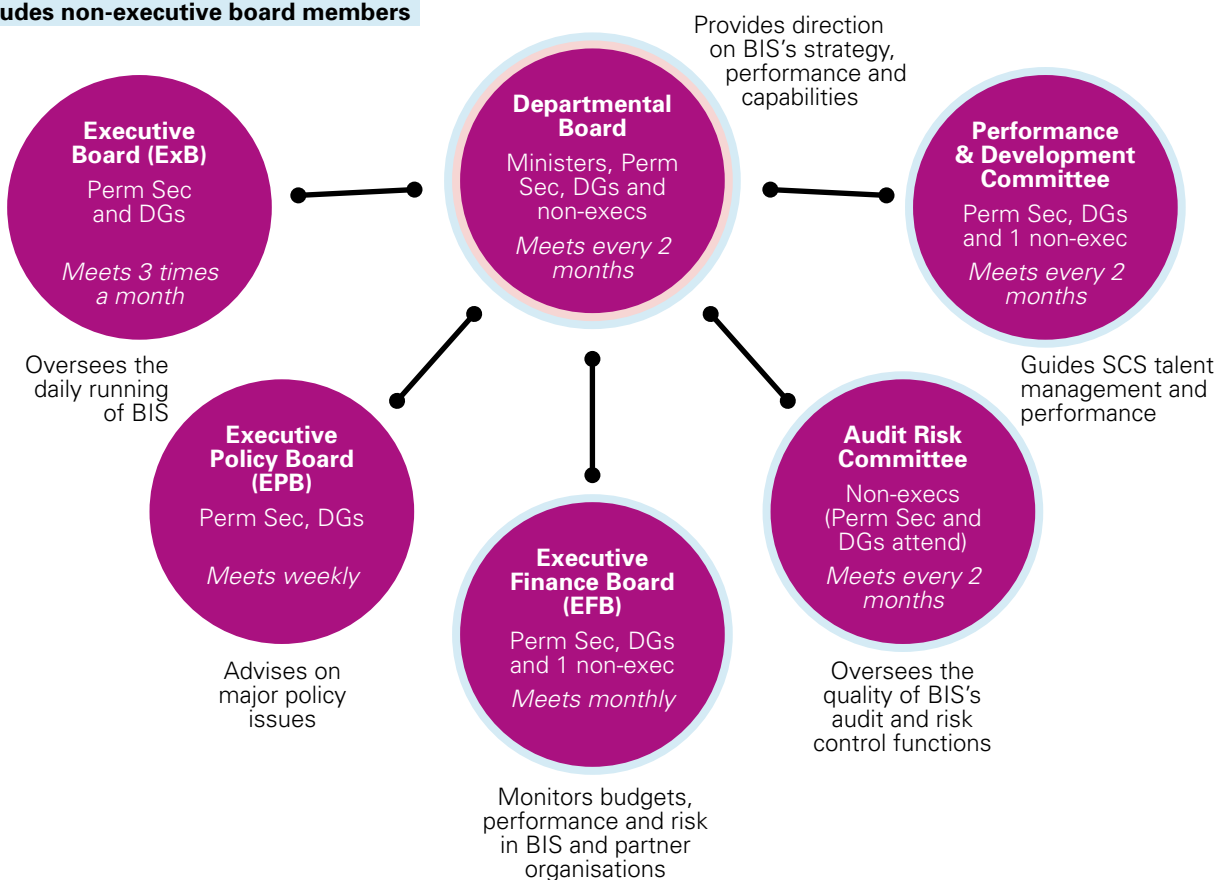 non-executive board members
Executive
Board (ExB)
Perm Sec
and DGs
Meets 3 times
a month
Oversees the
daily running
of BIS
Departmental
Board
Ministers, Perm
Sec, DGs and
non-execs
Meets every 2
months
Provides direction
on BIS’s strategy,
performance and
capabilities
Performance
& Development
Committee
Perm Sec, DGs
and 1 non-exec
Meets every 2
months
Guides SCS talent
management and
performance
Executive
Policy Board
(EPB)
Perm Sec, DGs
Meets weekly
Advises on
major policy
issues
Executive
Finance Board
(EFB)
Perm Sec, DGs
and 1 non-exec
Meets monthly
Monitors budgets,
performance and risk
in BIS and partner
organisations
Audit Risk
Committee
Non-execs
(Perm Sec and
DGs attend)
Meets every 2
months
Oversees the
quality of BIS’s
audit and risk
control functions